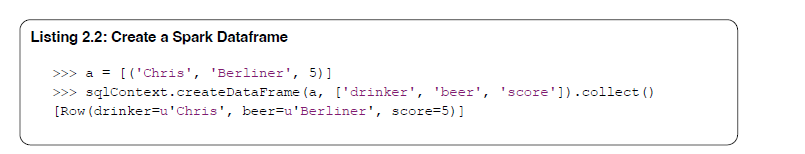 Listing 2.2: Create a Spark Dataframe
>>> a = [('Chris', 'Berliner', 5)]
>>> sqlContext.createDataFrame(a, ['drinker', 'beer', 'score']).collect()
[Row(drinker=u'Chris', beer=u'Berliner', score=5)]